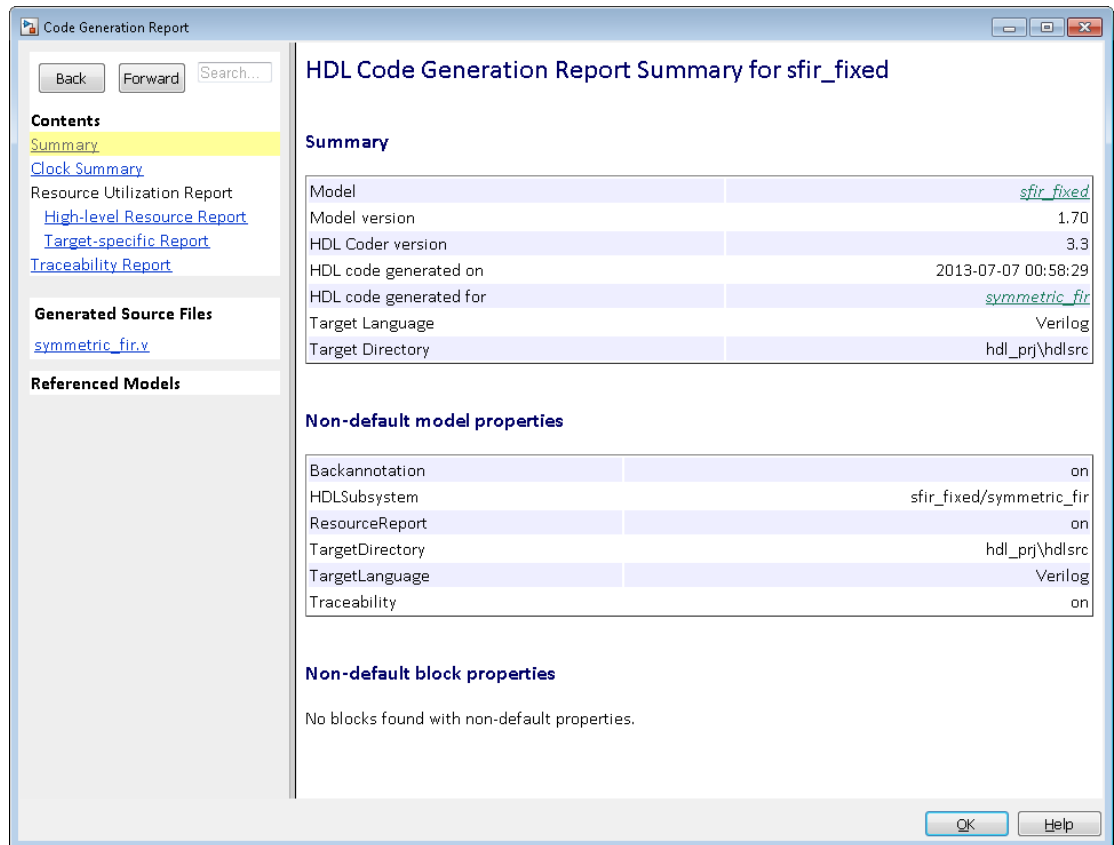 Code Generation Report
Back Forward Search...
Contents
Summary
Clock Summary
Resource Utilization Report
High-level Resource Report
Target-specific Report
Traceability Report
Generated Source Files
symmetric_fir.v
Referenced Models
HDL Code Generation Report Summary for sfir_fixed
Summary
Model sfir_fixed
Model version 1.70
HDL Coder version 3.3
HDL code generated on 2013-07-07 00:58:29
HDL code generated for symmetric_fir
Target Language Verilog
Target Directory hdl_prj\hdlsrc
Non-default model properties
Backannotation on
HDLSubsystem sfir_fixed/symmetric_fir
ResourceReport on
TargetDirectory hdl_prj\hdlsrc
TargetLanguage Verilog
Traceability on
Non-default block properties
No blocks found with non-default properties.
OK Help